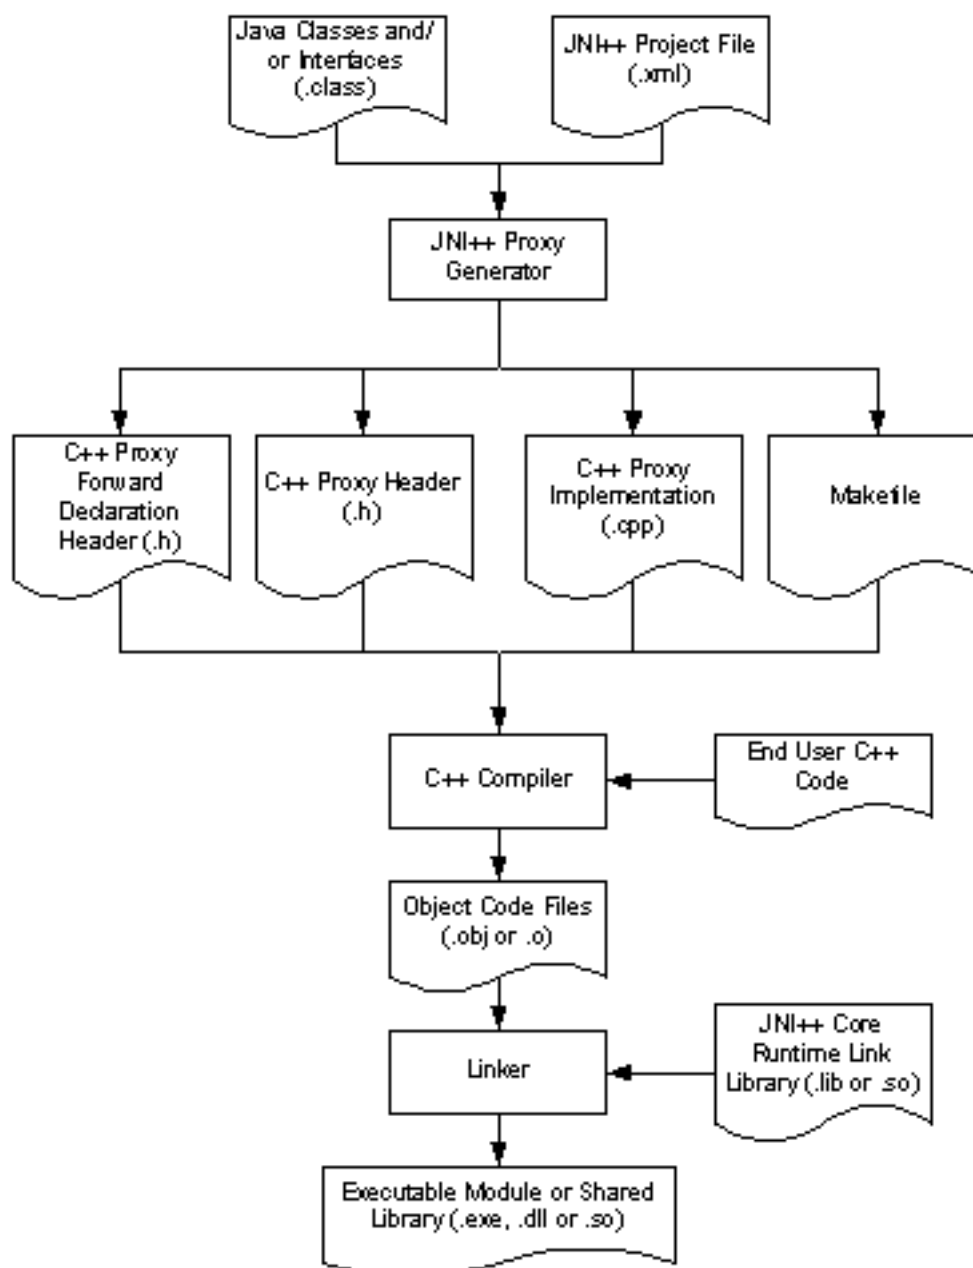 Java Classes and/
or Interfaces
(.class)
JNI++ Project File
(.xml)
JNI++ Proxy
Generator
C++ Proxy
Forward
Declaration
Header (.h)
C++ Proxy Header
(.h)
C++ Proxy
Implementation
(.cpp)
Makefile
C++ Compiler
End User C++
Code
Object Code Files
(.obj or .o)
Linker
JNI++ Core
Runtime Link
Library (.lib or .so)
Executable Module or Shared
Library (.exe, .dll or .so)